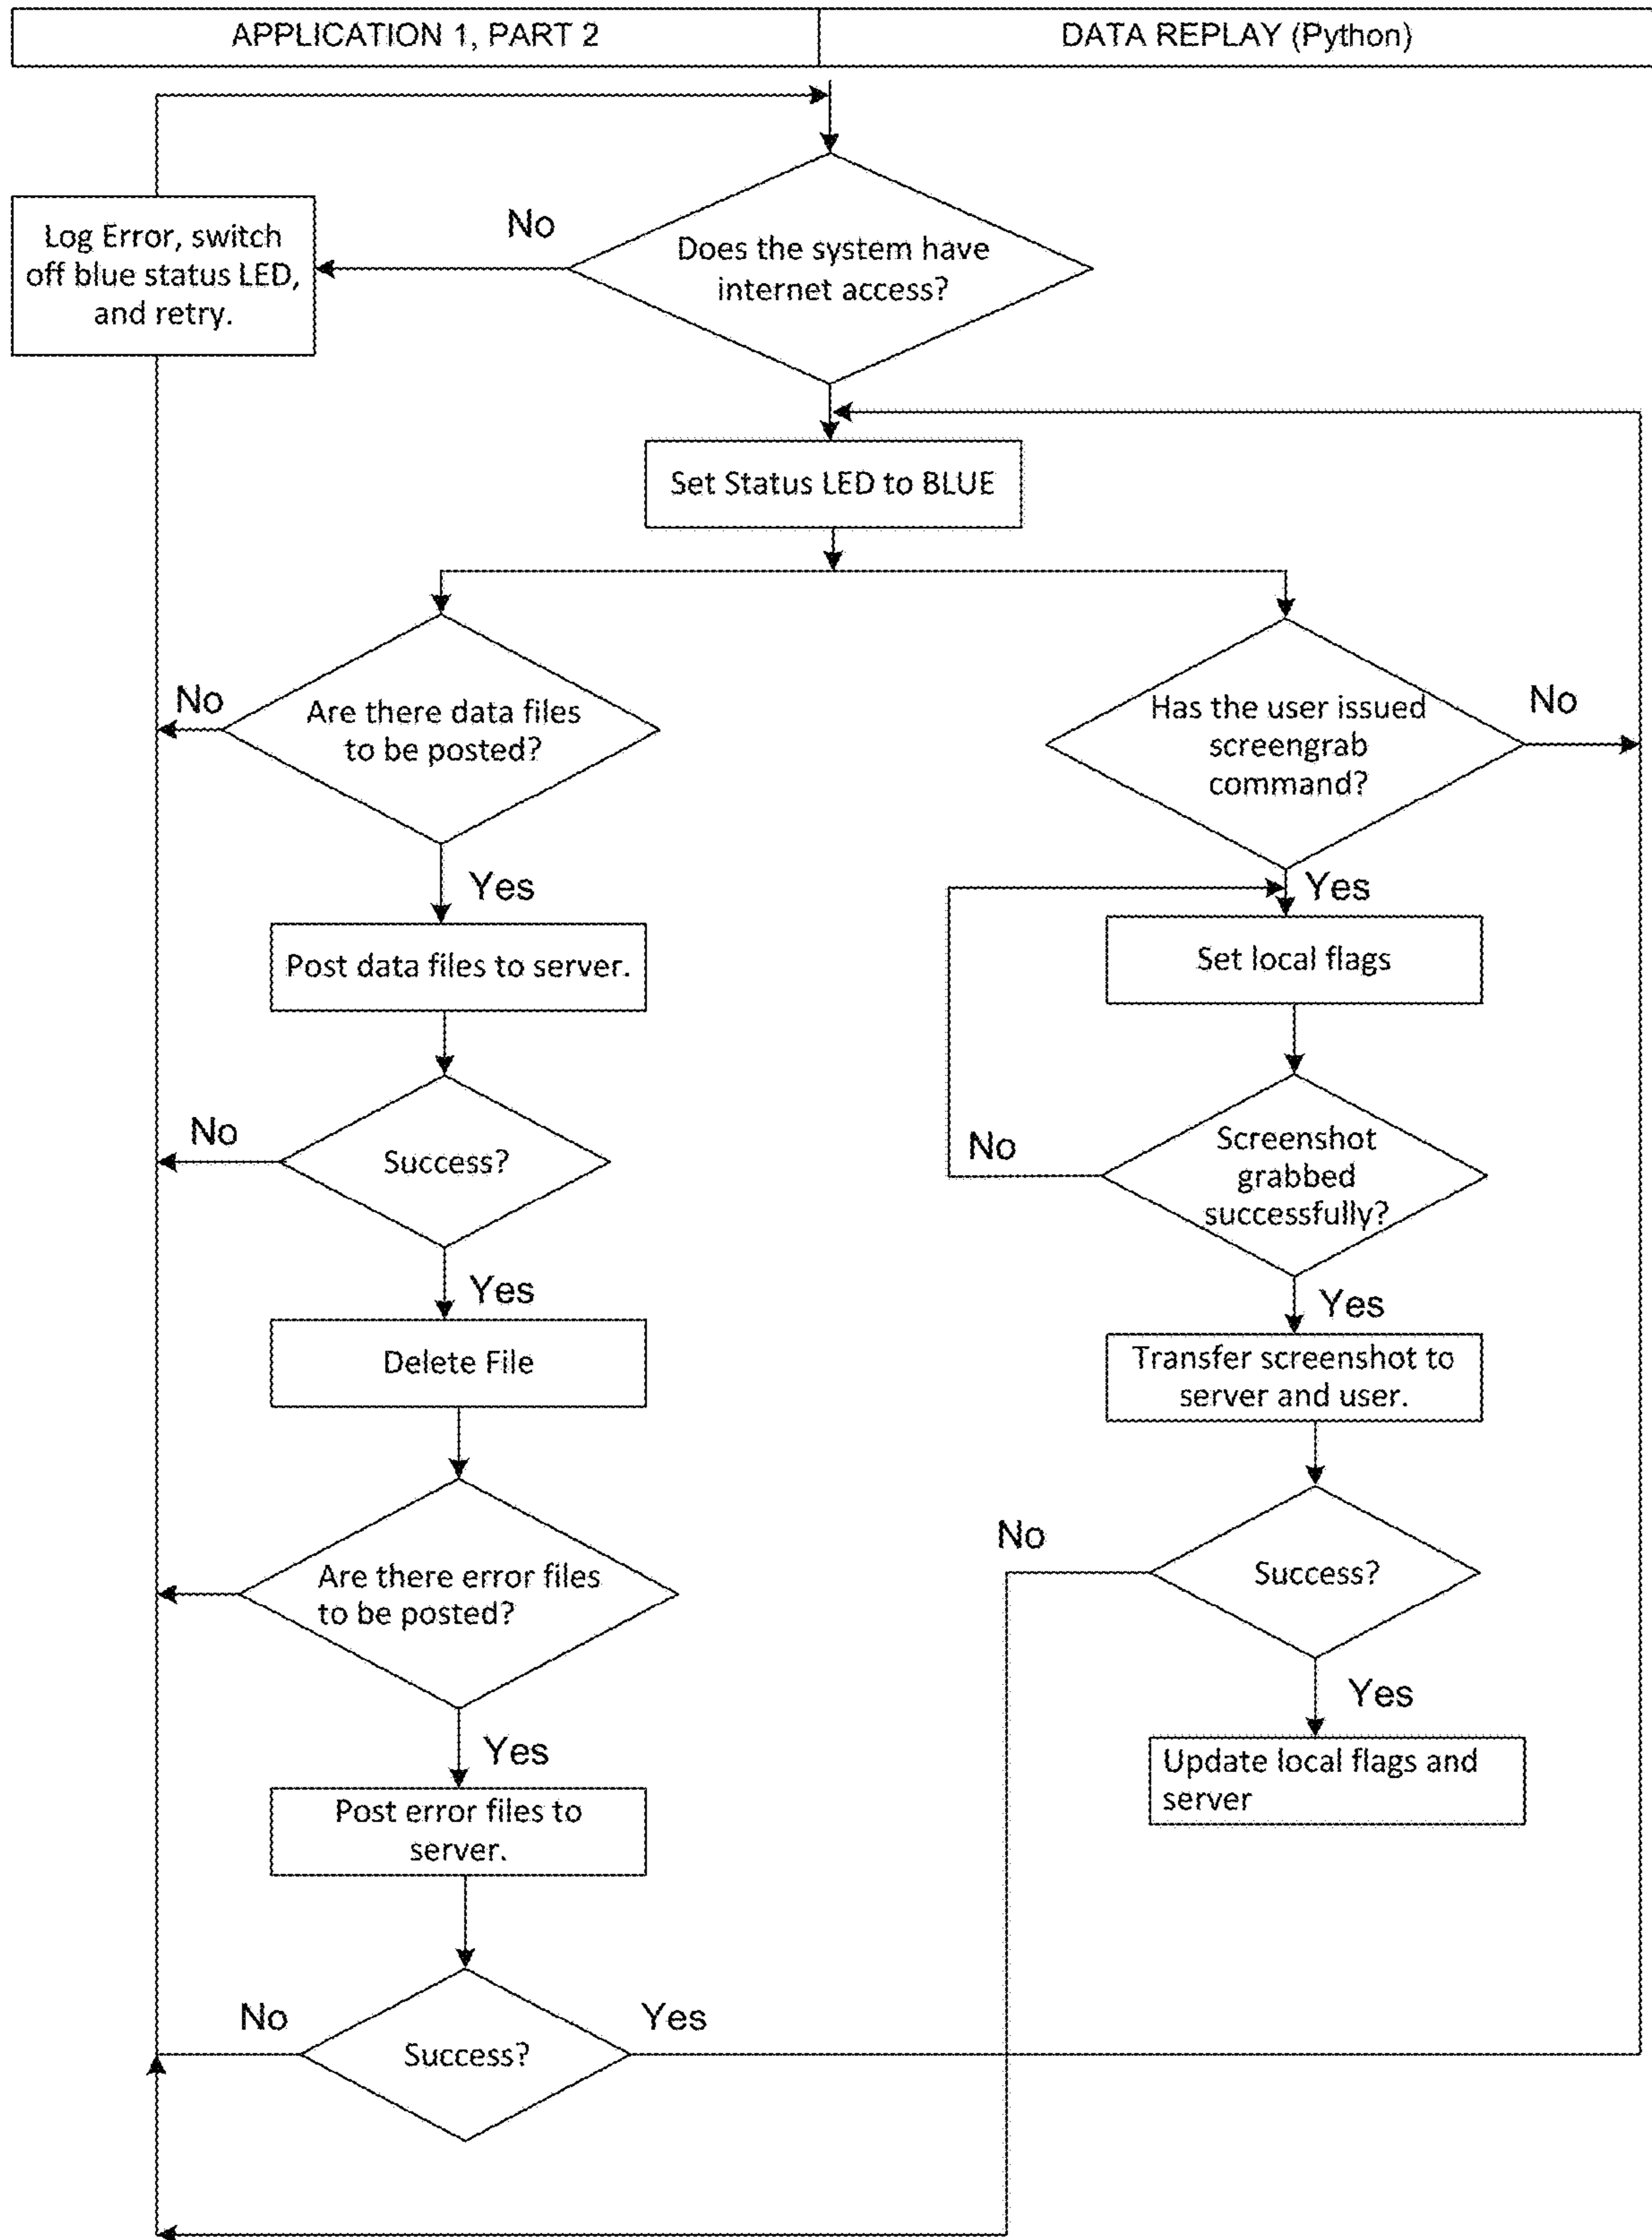 APPLICATION 1, PART 2
DATA REPLAY (Python)
No
Log Error, switch
off blue status LED,
and retry.
Does the system have
internet access?
Set Status LED to BLUE
No
Are there data files
to be posted?
Has the user issued
screengrab
command?
No
Yes
Yes
Post data files to server.
Set local flags
No
Success?
No
Screenshot
grabbed
successfully?
Yes
Yes
Delete File
Transfer screenshot to
server and user.
Are there error files
to be posted?
No
Success?
Yes
Yes
Post error files to
server.
Update local flags and
server
No
Success?
Yes